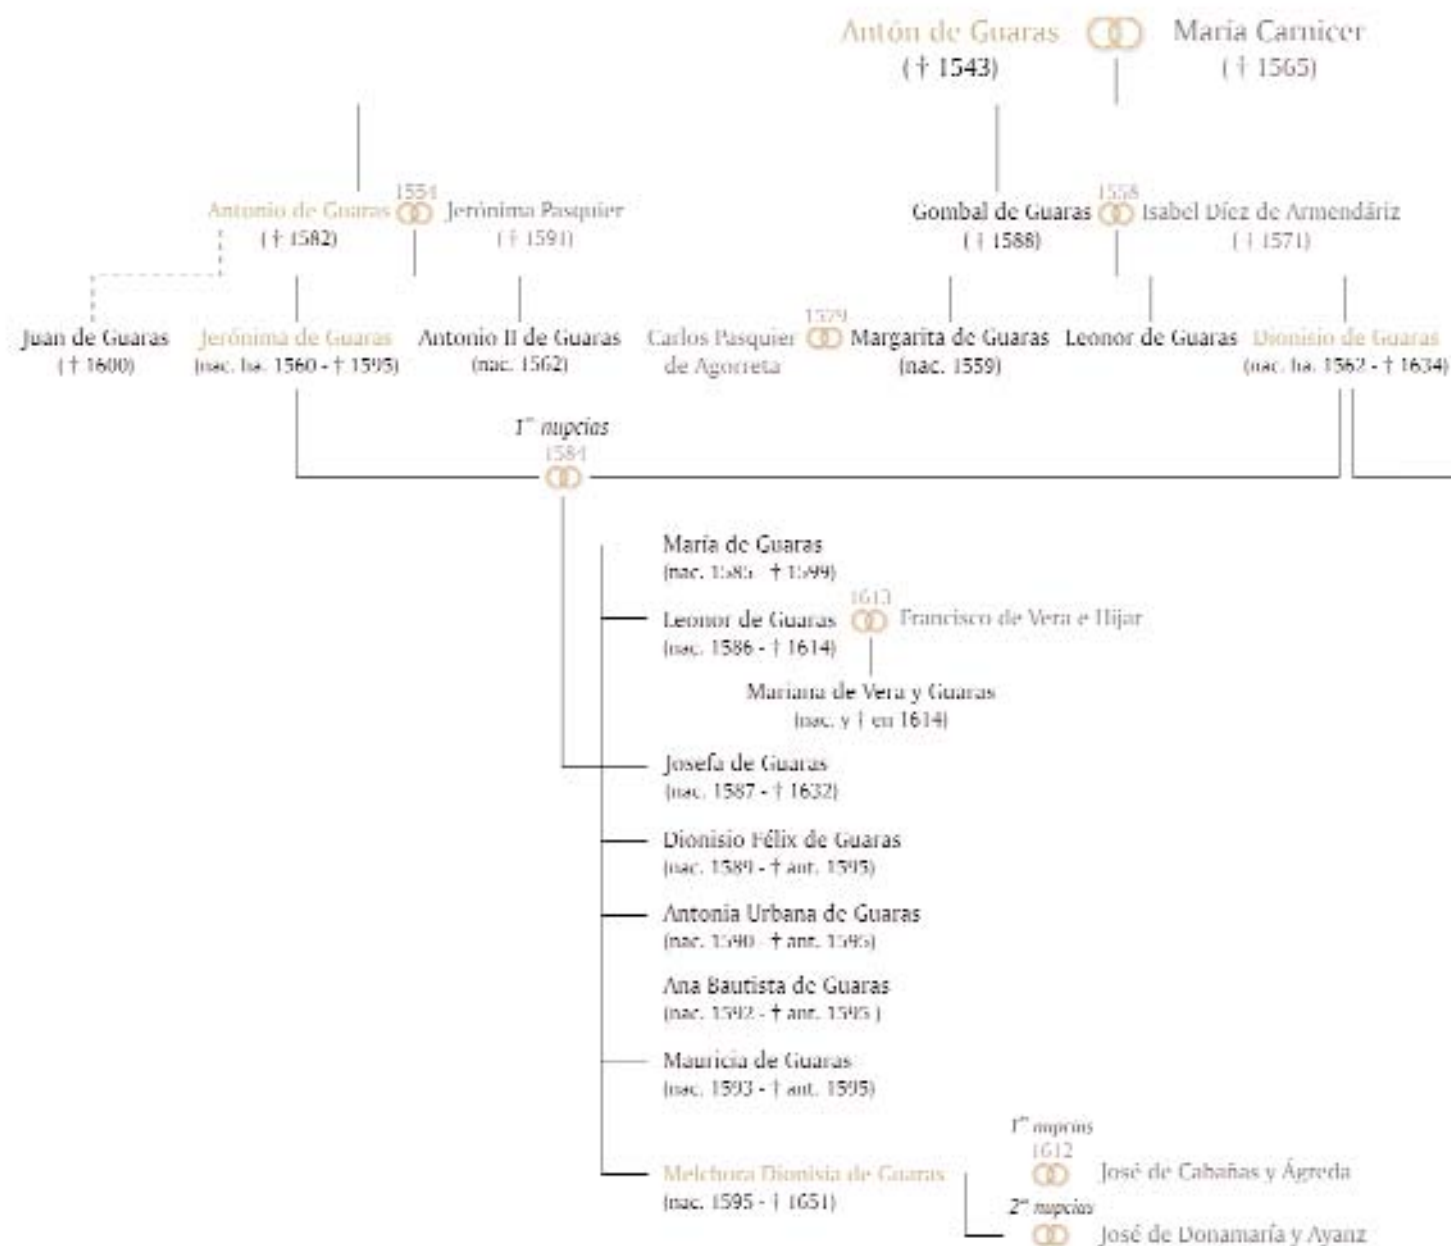 Antón de Guaras María Carnicer
( † 1543) ( † 1565)
1554 1558
Antonio de Guaras Jerónima Pasquier Gombal de Guaras Isabel Díez de Armendáriz
( † 1582) ( † 1591) ( † 1588) ( † 1571)
1579
Juan de Guaras Jerónima de Guaras Antonio II de Guaras Carlos Pasquier Margarita de Guaras Leonor de Guaras Dionisio de Guaras
( † 1600) (nac. ha. 1560 - † 1595) (nac. 1562) de Agorreta (nac. 1559) (nac. ha. 1562 - † 1634)
1as nupcias
1584
María de Guaras
(nac. 1585 - † 1599)
1613
Leonor de Guaras Francisco de Vera e Hijar
(nac. 1586 - † 1614)
Mariana de Vera y Guaras
(nac. y † en 1614)
Josefa de Guaras
(nac. 1587 - † 1632)
Dionisio Félix de Guaras
(nac. 1589 - † ant. 1595)
Antonia Urbana de Guaras
(nac. 1590 - † ant. 1595)
Ana Bautista de Guaras
(nac. 1592 - † ant. 1595 )
Mauricia de Guaras
(nac. 1593 - † ant. 1595)
1as nupcias
1612
Melchora Dionisia de Guaras José de Cabañas y Ágreda
(nac. 1595 - † 1651)
2as nupcias
José de Donamaría y Ayanz